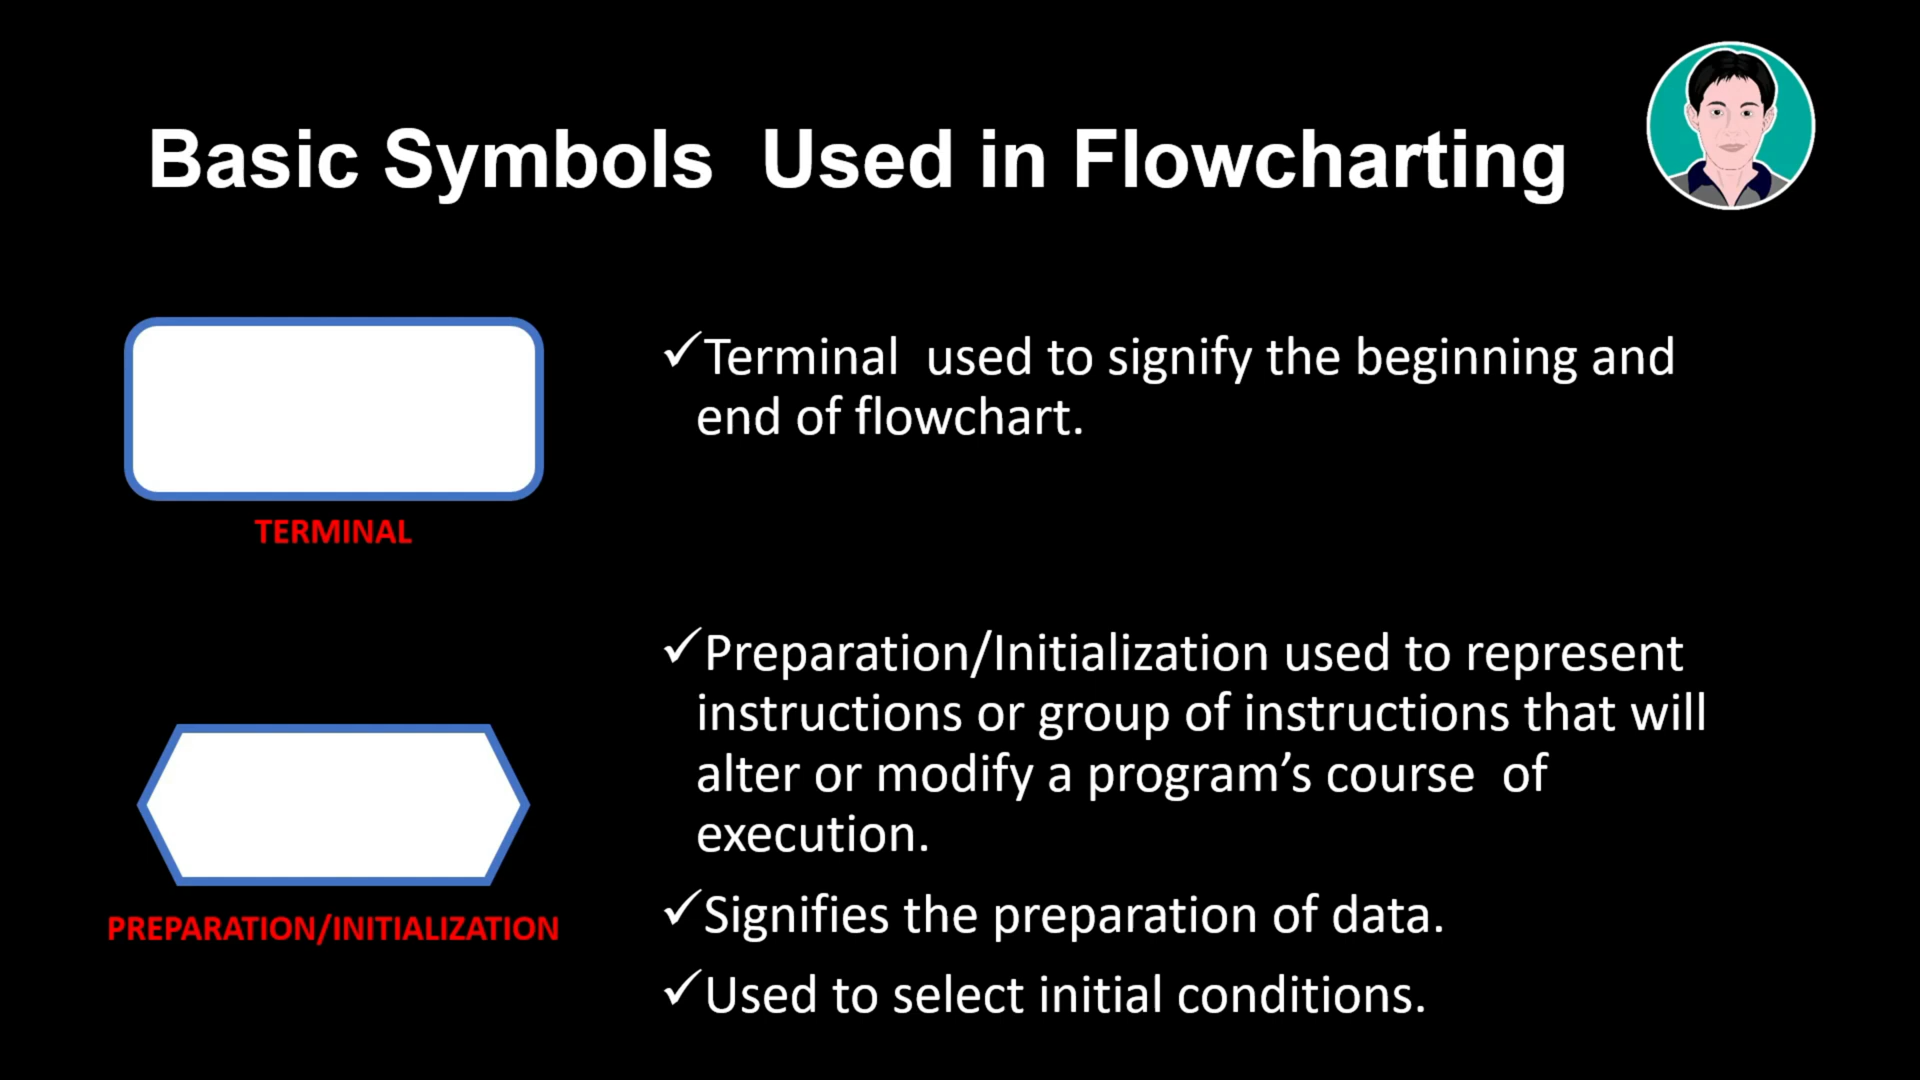 Basic Symbols  Used in Flowcharting
✓Terminal  used to signify the beginning and
end of flowchart.
TERMINAL
✓Preparation/Initialization used to represent
instructions or group of instructions that will
alter or modify a program’s course  of
execution.
✓Signifies the preparation of data.
✓Used to select initial conditions.
PREPARATION/INITIALIZATION